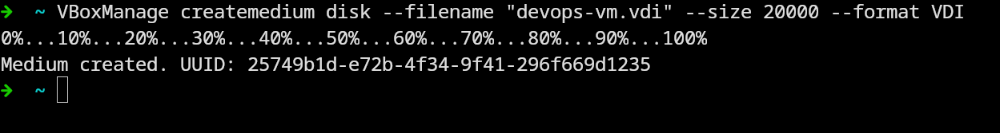 ➜ ~ VBoxManage createmedium disk --filename "devops-vm.vdi" --size 20000 --format VDI
0%...10%...20%...30%...40%...50%...60%...70%...80%...90%...100%
Medium created. UUID: 25749b1d-e72b-4f34-9f41-296f669d1235
➜ ~